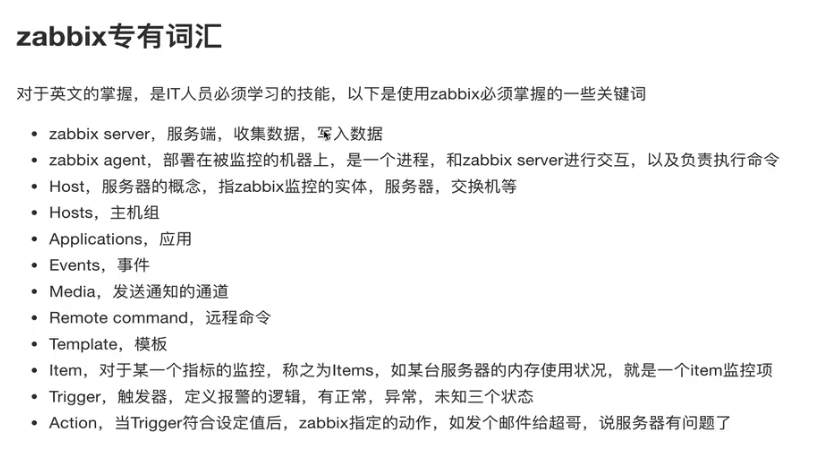 zabbix专有词汇
对于英文的掌握，是IT人员必须学习的技能，以下是使用zabbix必须掌握的一些关键词
• zabbix server，服务端，收集数据，写入数据
• zabbix agent，部署在被监控的机器上，是一个进程，和zabbix server进行交互，以及负责执行命令
• Host，服务器的概念，指zabbix监控的实体，服务器，交换机等
• Hosts，主机组
• Applications，应用
• Events，事件
• Media，发送通知的通道
• Remote command，远程命令
• Template，模板
• Item，对于某一个指标的监控，称之为Items，如某台服务器的内存使用状况，就是一个item监控项
• Trigger，触发器，定义报警的逻辑，有正常，异常，未知三个状态
• Action，当Trigger符合设定值后，zabbix指定的动作，如发个邮件给超哥，说服务器有问题了